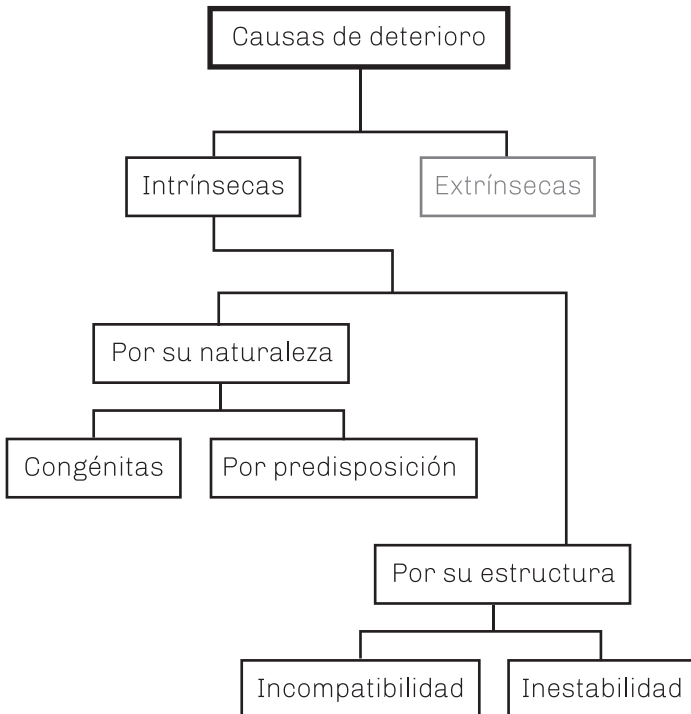 Causas de deterioro
Intrínsecas
Extrínsecas
Por su naturaleza
Congénitas
Por predisposición
Por su estructura
Incompatibilidad
Inestabilidad